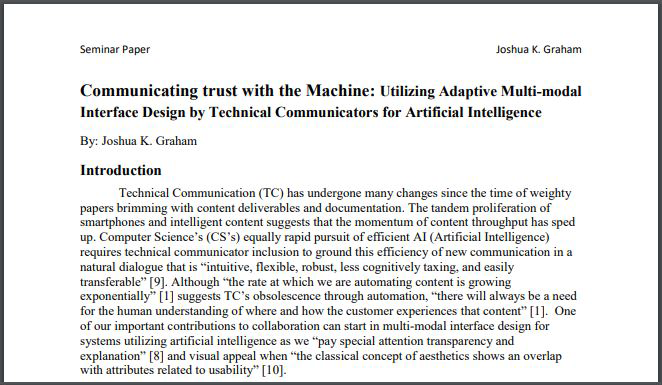 Seminar Paper Joshua K. Graham
Communicating trust with the Machine: Utilizing Adaptive Multi-modal
Interface Design by Technical Communicators for Artificial Intelligence
By: Joshua K. Graham
Introduction
Technical Communication (TC) has undergone many changes since the time of weighty
papers brimming with content deliverables and documentation. The tandem proliferation of
smartphones and intelligent content suggests that the momentum of content throughput has sped
up. Computer Science's (CS's) equally rapid pursuit of efficient AI (Artificial Intelligence)
requires technical communicator inclusion to ground this efficiency of new communication in a
natural dialogue that is “intuitive, flexible, robust, less cognitively taxing, and easily
transferable” [9]. Although “the rate at which we are automating content is growing
exponentially” [1] suggests TC's obsolescence through automation, “there will always be a need
for the human understanding of where and how the customer experiences that content” [1]. One
of our important contributions to collaboration can start in multi-modal interface design for
systems utilizing artificial intelligence as we “pay special attention transparency and
explanation” [8] and visual appeal when “the classical concept of aesthetics shows an overlap
with attributes related to usability” [10].